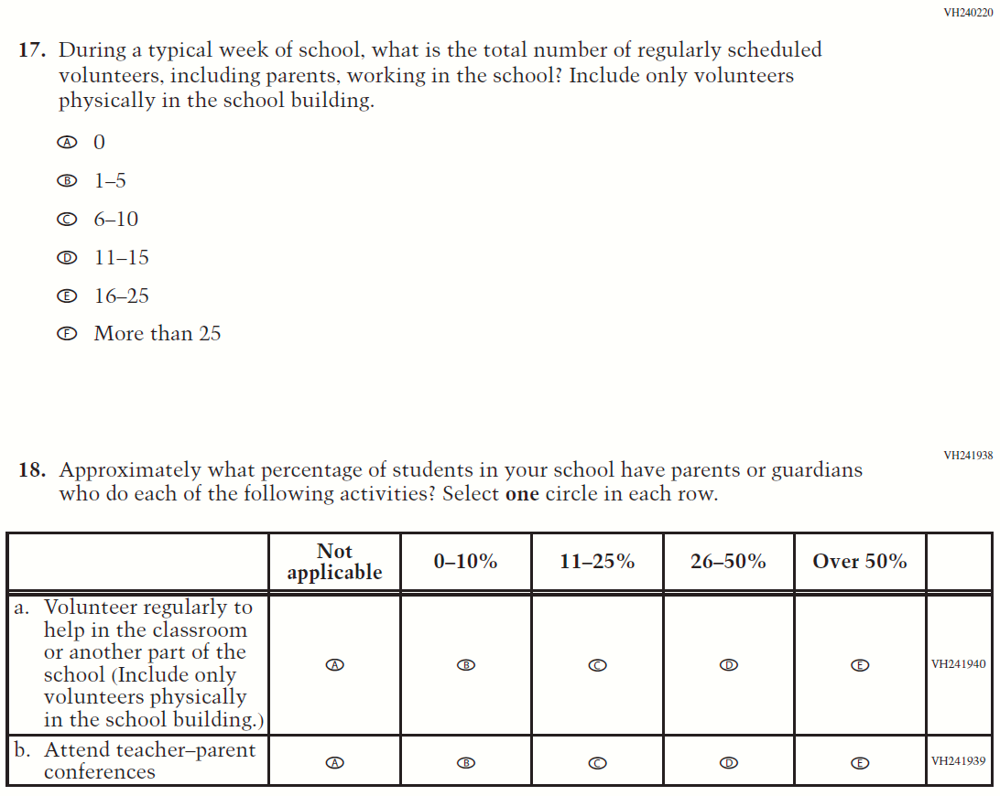 VH240220
17. During a typical week of school, what is the total number of regularly scheduled
volunteers, including parents, working in the school? Include only volunteers
physically in the school building.
A 0
B 1–5
C 6–10
D 11–15
E 16–25
F More than 25
VH241938
18. Approximately what percentage of students in your school have parents or guardians
who do each of the following activities? Select one circle in each row.
Not
applicable
0–10%
11–25%
26–50%
Over 50%
a. Volunteer regularly to
help in the classroom
or another part of the
school (Include only
volunteers physically
in the school building.)
A B C D E VH241940
b. Attend teacher–parent
conferences
A B C D E VH241939